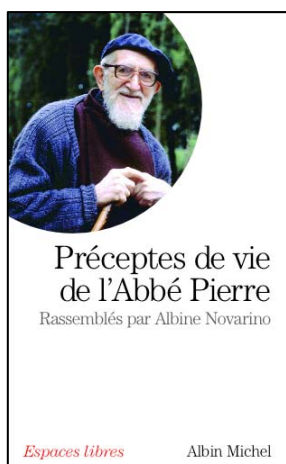 Préceptes de vie
de l'Abbé Pierre
Rassemblés par Albine Novarino
Espaces libres
Albin Michel